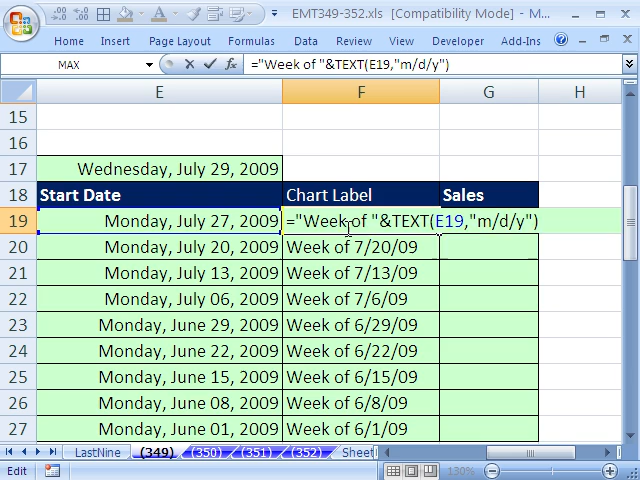 EMT349-352.xls [Compatibility Mode] - M...
Home Insert Page Layout Formulas Data Review View Developer Add-Ins
MAX ="Week of "&TEXT(E19,"m/d/y")
E F G H
15
16
17 Wednesday, July 29, 2009
18 Start Date Chart Label Sales
19 Monday, July 27, 2009 ="Week of "&TEXT(E19,"m/d/y")
20 Monday, July 20, 2009 Week of 7/20/09
21 Monday, July 13, 2009 Week of 7/13/09
22 Monday, July 06, 2009 Week of 7/6/09
23 Monday, June 29, 2009 Week of 6/29/09
24 Monday, June 22, 2009 Week of 6/22/09
25 Monday, June 15, 2009 Week of 6/15/09
26 Monday, June 08, 2009 Week of 6/8/09
27 Monday, June 01, 2009 Week of 6/1/09
LastNine (349) (350) (351) (352) Sheet
Edit 130%